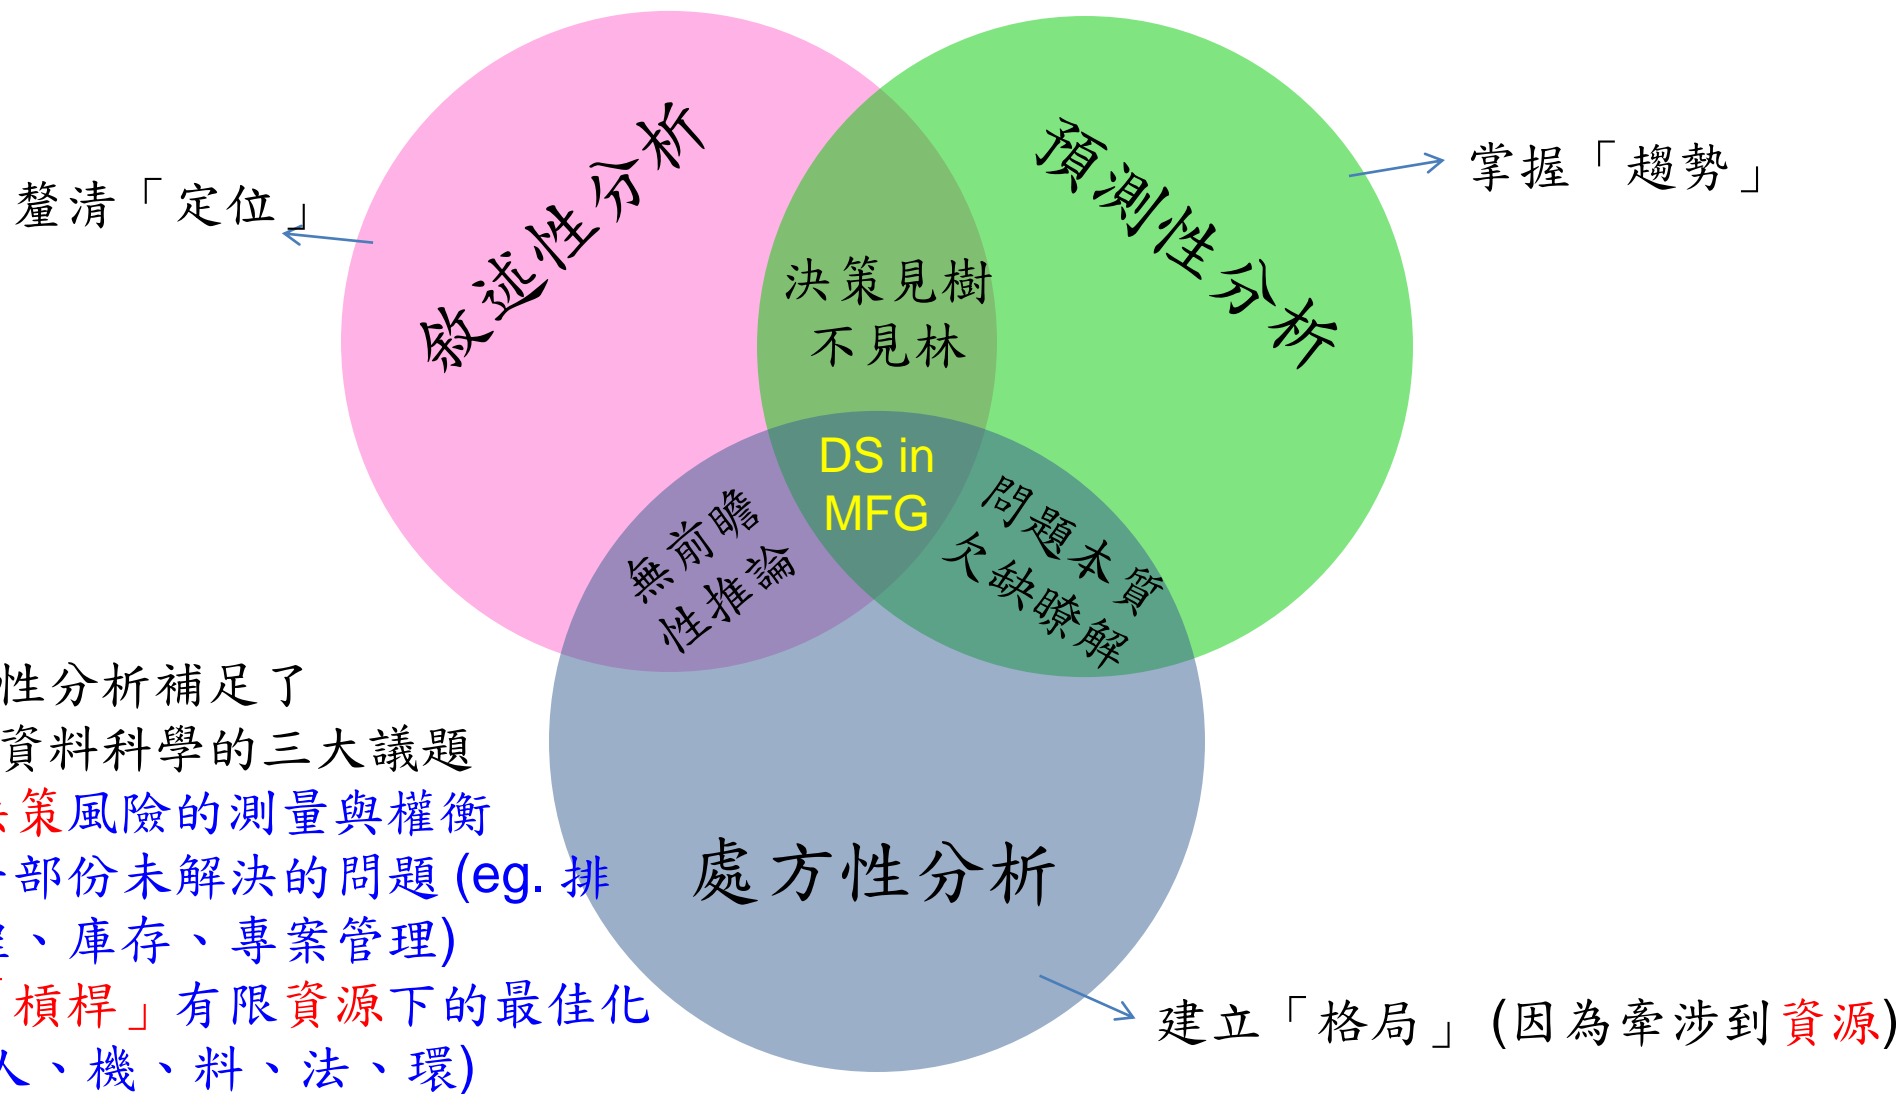 敘述性分析
預測性分析
釐清「定位」
掌握「趨勢」
決策見樹
不見林
DS in
MFG
無前瞻
性推論
問題本質
欠缺瞭解
性分析補足了
資料科學的三大議題
策風險的測量與權衡
部份未解決的問題 (eg. 排
、庫存、專案管理)
「槓桿」有限資源下的最佳化
人、機、料、法、環)
處方性分析
建立「格局」(因為牽涉到資源)